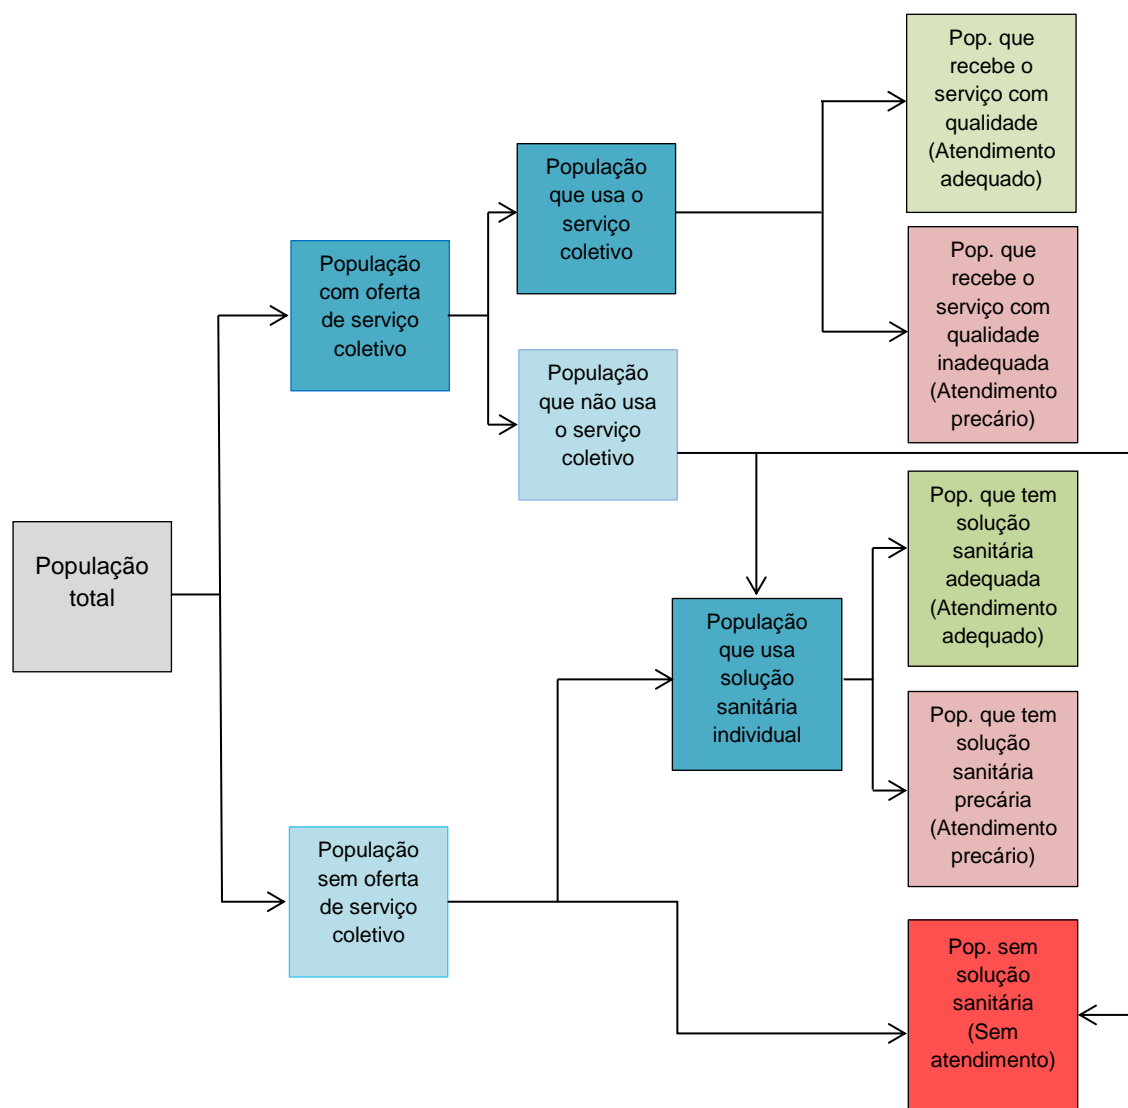 População
total
População
com oferta
de serviço
coletivo
População
sem oferta
de serviço
coletivo
População
que usa o
serviço
coletivo
População
que não usa
o serviço
coletivo
População
que usa
solução
sanitária
individual
Pop. que
recebe o
serviço com
qualidade
(Atendimento
adequado)
Pop. que
recebe o
serviço com
qualidade
inadequada
(Atendimento
precário)
Pop. que tem
solução
sanitária
adequada
(Atendimento
adequado)
Pop. que tem
solução
sanitária
precária
(Atendimento
precário)
Pop. sem
solução
sanitária
(Sem
atendimento)